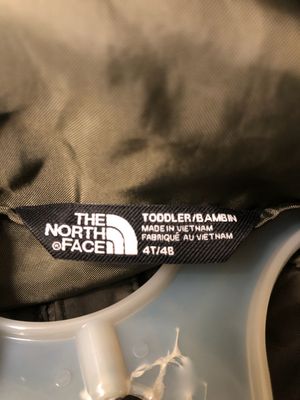 THE
NORTH
FACE
TODDLER/BAMBIN
MADE IN VIETNAM
FABRIQUÉ AU VIETNAM
4T/4B